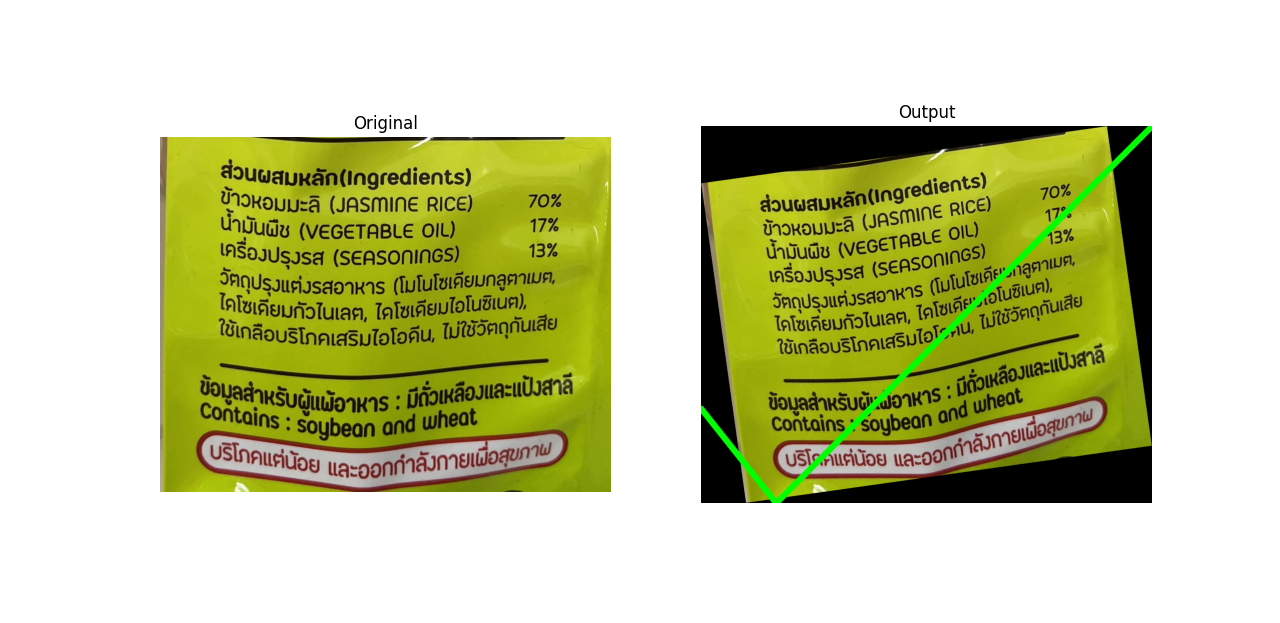 Original
ส่วนผสมหลัก(Ingredients)
ข้าวหอมมะลิ (JASMINE RICE) 70%
น้ำมันพืช (VEGETABLE OIL) 17%
เครื่องปรุงรส (SEASONINGS) 13%
วัตถุปรุงแต่งรสอาหาร (โมโนโซเดียมกลูตาเมต,
ไดโซเดียมกัวไนเลต, ไดโซเดียมไอโนซิเนต),
ใช้เกลือบริโภคเสริมไอโอดีน, ไม่ใช้วัตถุกันเสีย
ข้อมูลสำหรับผู้แพ้อาหาร : มีถั่วเหลืองและแป้งสาลี
Contains : soybean and wheat
บริโภคแต่น้อย และออกกำลังกายเพื่อสุขภาพ
Output
ส่วนผสมหลัก(Ingredients)
ข้าวหอมมะลิ (JASMINE RICE) 70%
น้ำมันพืช (VEGETABLE OIL) 17%
เครื่องปรุงรส (SEASONINGS) 13%
วัตถุปรุงแต่งรสอาหาร (โมโนโซเดียมกลูตาเมต,
ไดโซเดียมกัวไนเลต, ไดโซเดียมไอโนซิเนต),
ใช้เกลือบริโภคเสริมไอโอดีน, ไม่ใช้วัตถุกันเสีย
ข้อมูลสำหรับผู้แพ้อาหาร : มีถั่วเหลืองและแป้งสาลี
Contains : soybean and wheat
บริโภคแต่น้อย และออกกำลังกายเพื่อสุขภาพ